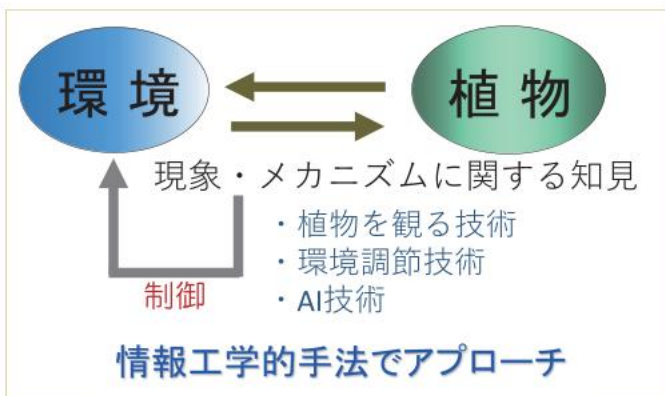 環境
植物
現象・メカニズムに関する知見
・植物を観る技術
・環境調節技術
・AI技術
制御
情報工学的手法でアプローチ